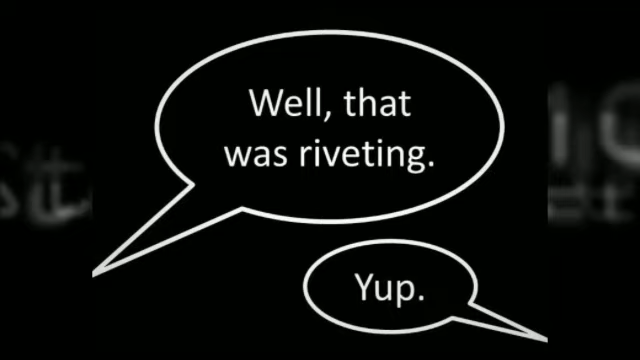 Well, that
was riveting.
Yup.